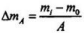 Δm_A = (m_i − m_0) / A